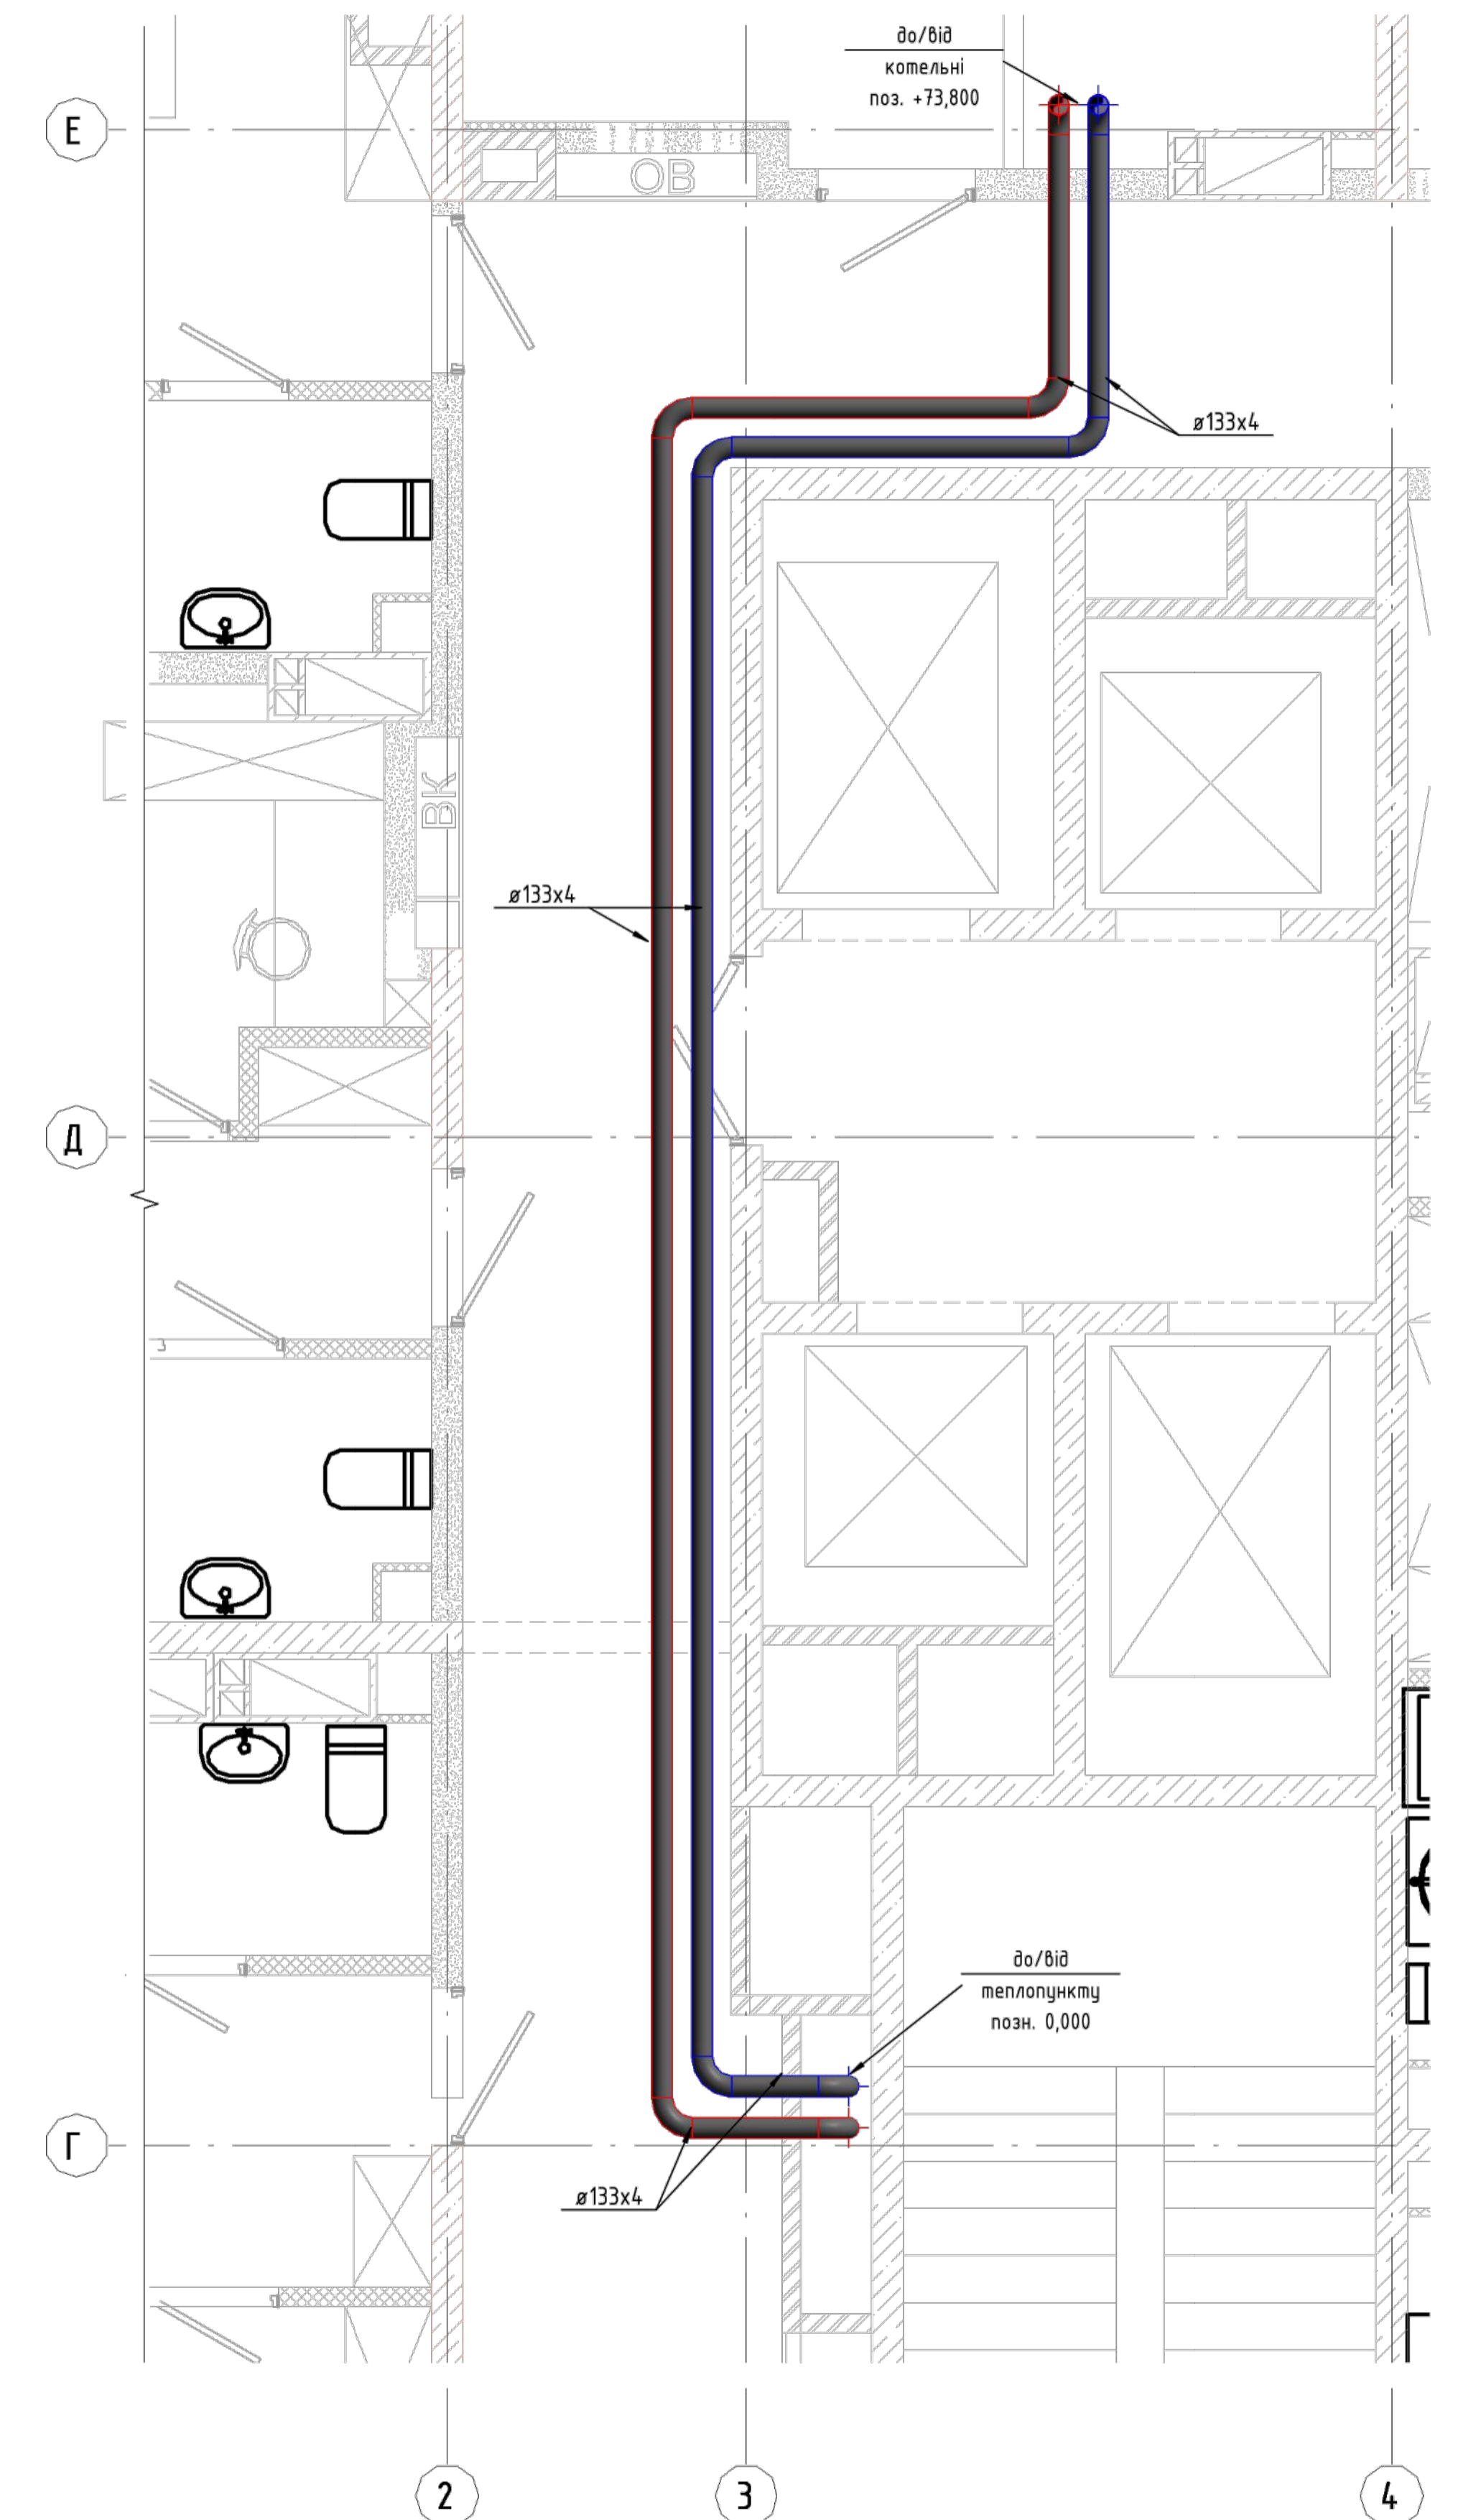 до/від
котельні
поз. +73,800
Е
ОВ
ø133х4
ВК
ø133х4
Д
до/від
теплопункту
позн. 0,000
Г
ø133х4
2
3
4